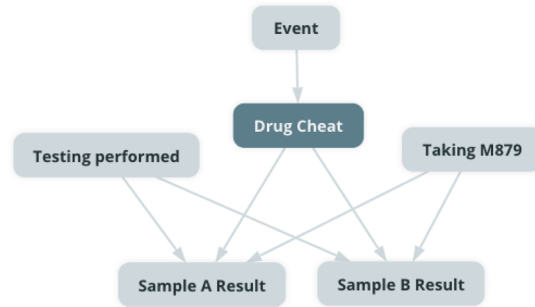 Event
Drug Cheat
Testing performed
Taking M879
Sample A Result
Sample B Result